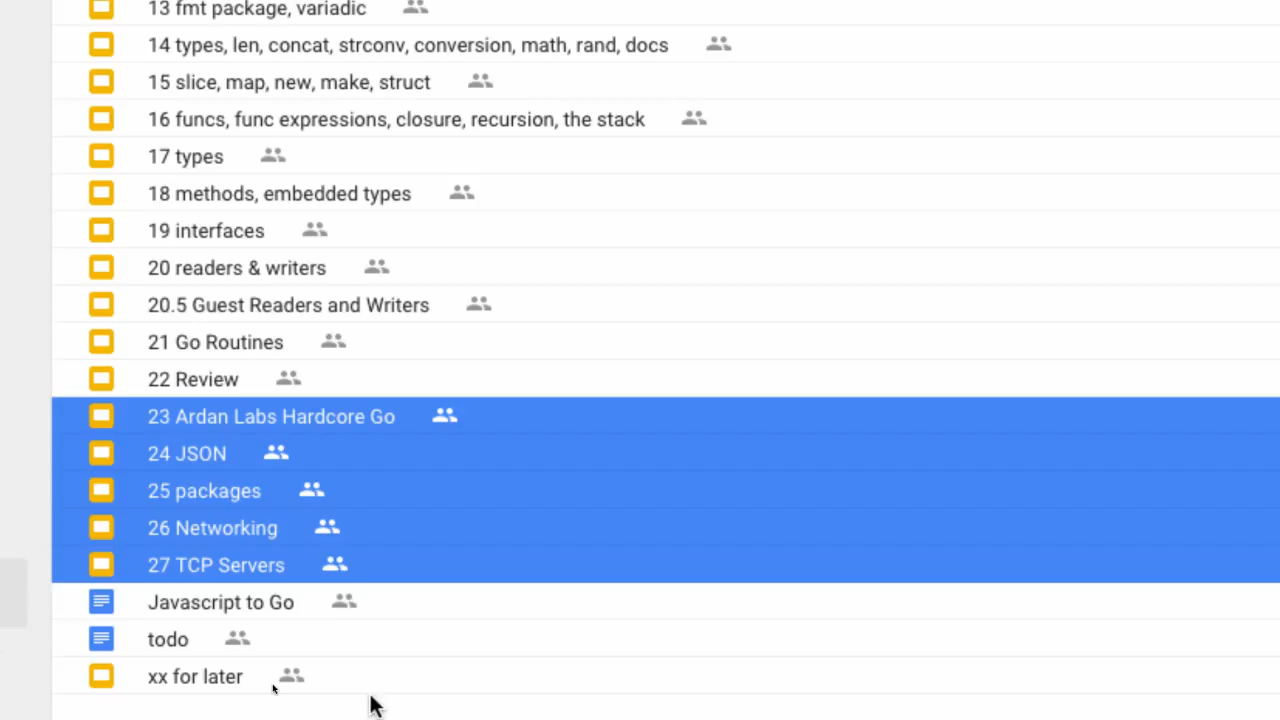 13 fmt package, variadic
14 types, len, concat, strconv, conversion, math, rand, docs
15 slice, map, new, make, struct
16 funcs, func expressions, closure, recursion, the stack
17 types
18 methods, embedded types
19 interfaces
20 readers & writers
20.5 Guest Readers and Writers
21 Go Routines
22 Review
23 Ardan Labs Hardcore Go
24 JSON
25 packages
26 Networking
27 TCP Servers
Javascript to Go
todo
xx for later